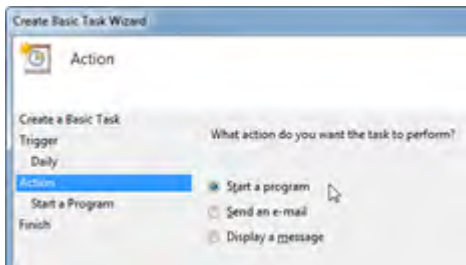 Create Basic Task Wizard
Action
Create a Basic Task
Trigger
Daily
Action
Start a Program
Finish
What action do you want the task to perform?
Start a program
Send an e-mail
Display a message